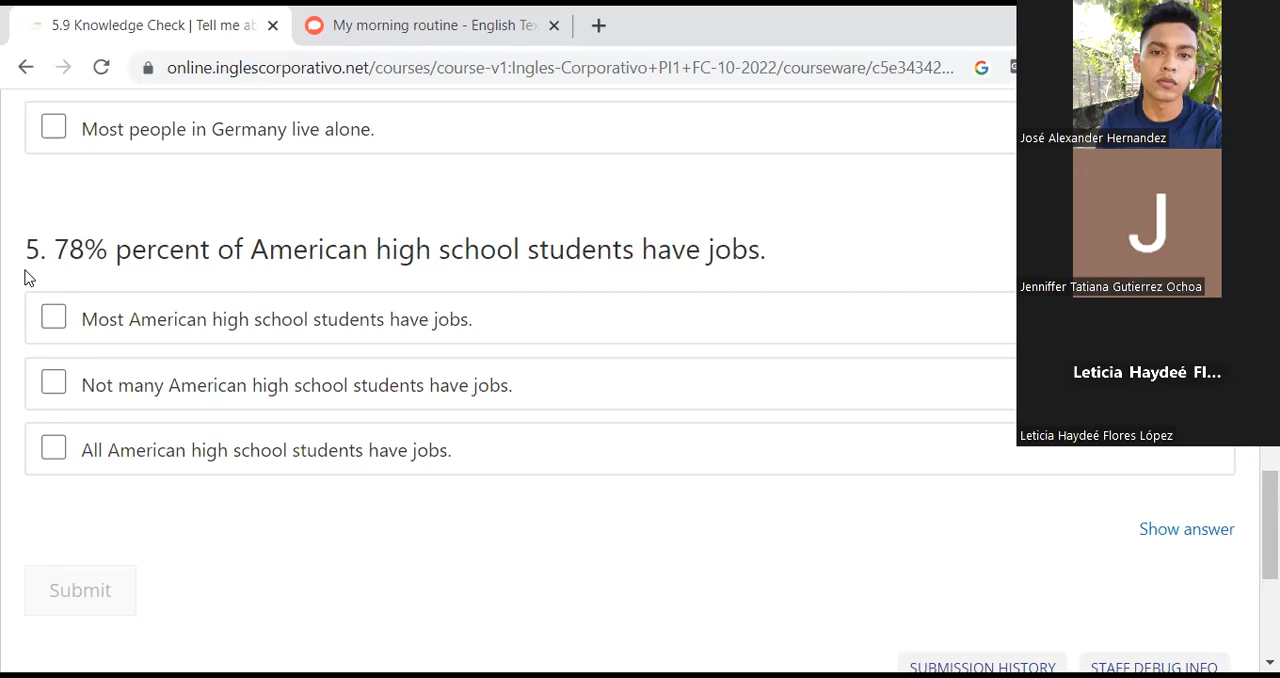 5.9 Knowledge Check | Tell me ab
My morning routine - English Te
online.inglescorporativo.net/courses/course-v1:Ingles-Corporativo+PI1+FC-10-2022/courseware/c5e34342...
Most people in Germany live alone.
5. 78% percent of American high school students have jobs.
Most American high school students have jobs.
Not many American high school students have jobs.
All American high school students have jobs.
Show answer
Submit
SUBMISSION HISTORY
STAFF DEBUG INFO
José Alexander Hernandez
J
Jenniffer Tatiana Gutierrez Ochoa
Leticia Haydeé Fl...
Leticia Haydeé Flores López